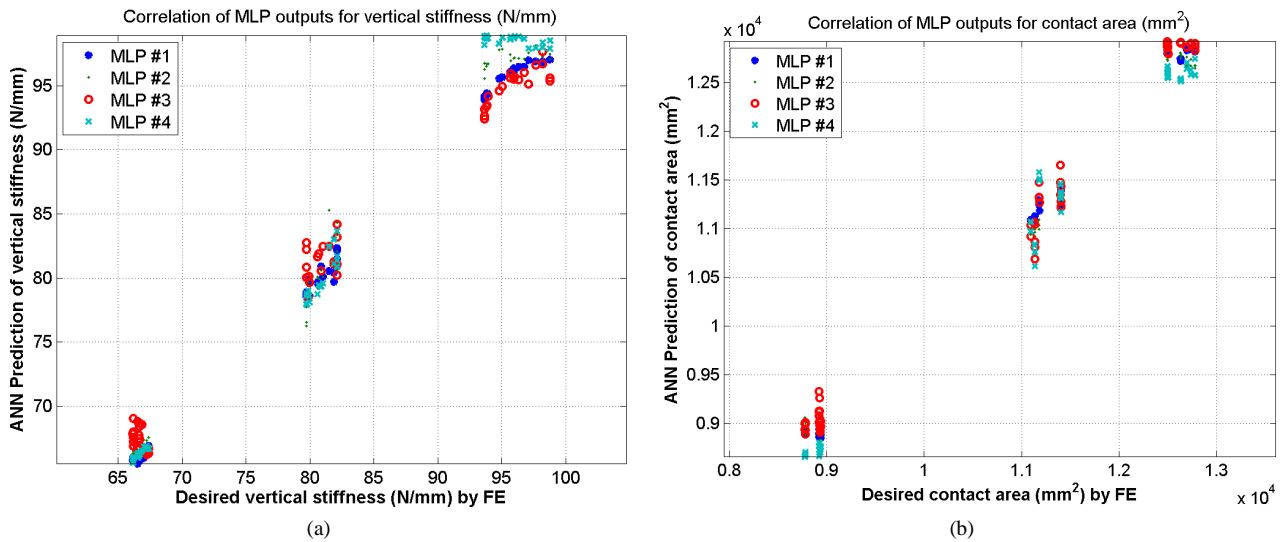 Correlation of MLP outputs for vertical stiffness (N/mm)
MLP #1
MLP #2
MLP #3
MLP #4
ANN Prediction of vertical stiffness (N/mm)
95
90
85
80
75
70
65 70 75 80 85 90 95 100
Desired vertical stiffness (N/mm) by FE
(a)
Correlation of MLP outputs for contact area (mm²)
x 10⁴
MLP #1
MLP #2
MLP #3
MLP #4
ANN Prediction of contact area (mm²)
1.25
1.2
1.15
1.1
1.05
1
0.95
0.9
0.8 0.9 1 1.1 1.2 1.3
Desired contact area (mm²) by FE
x 10⁴
(b)